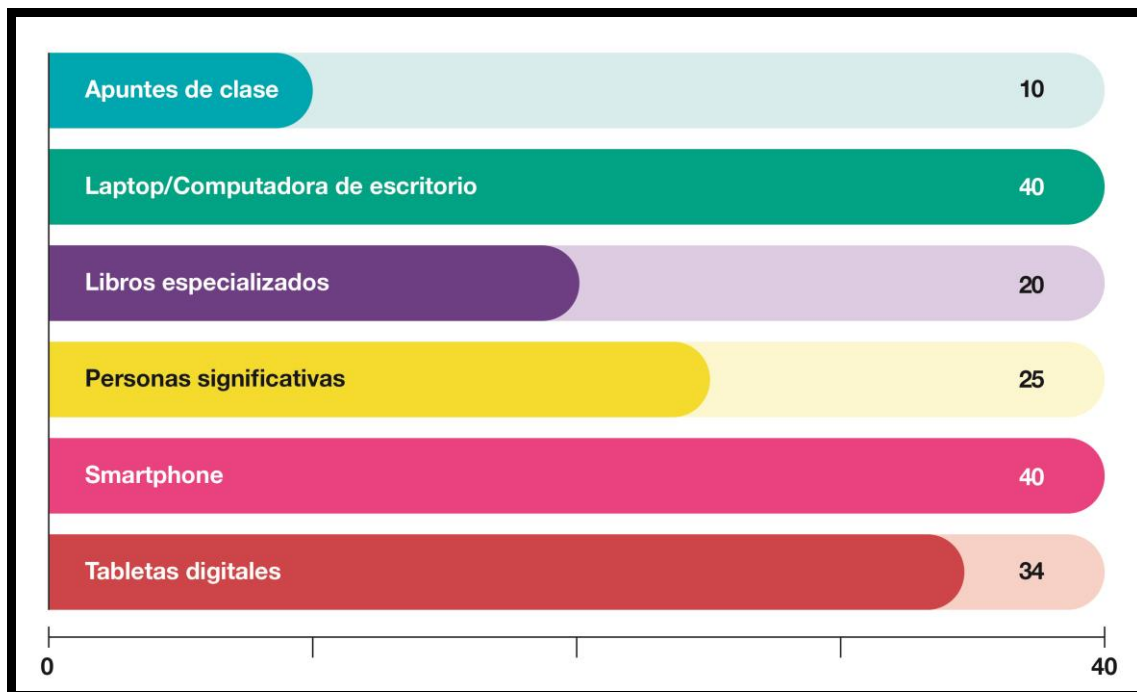 Apuntes de clase 10
Laptop/Computadora de escritorio 40
Libros especializados 20
Personas significativas 25
Smartphone 40
Tabletas digitales 34
0 40